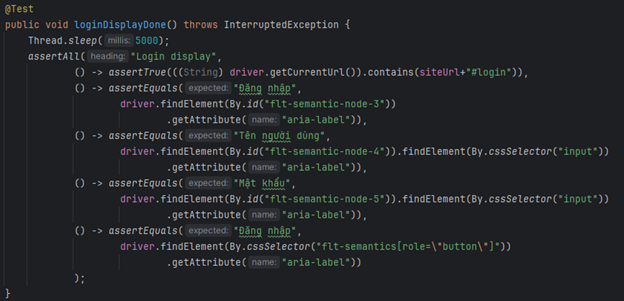 @Test
public void loginDisplayDone() throws InterruptedException {
Thread.sleep( millis: 5000);
assertAll( heading: "Login display",
() -> assertTrue(((String) driver.getCurrentUrl()).contains(siteUrl+"#login")),
() -> assertEquals( expected: "Đăng nhập",
driver.findElement(By.id("flt-semantic-node-3"))
.getAttribute( name: "aria-label")),
() -> assertEquals( expected: "Tên người dùng",
driver.findElement(By.id("flt-semantic-node-4")).findElement(By.cssSelector("input"))
.getAttribute( name: "aria-label")),
() -> assertEquals( expected: "Mật khẩu",
driver.findElement(By.id("flt-semantic-node-5")).findElement(By.cssSelector("input"))
.getAttribute( name: "aria-label")),
() -> assertEquals( expected: "Đăng nhập",
driver.findElement(By.cssSelector("flt-semantics[role=\"button\"]"))
.getAttribute( name: "aria-label"))
);
}